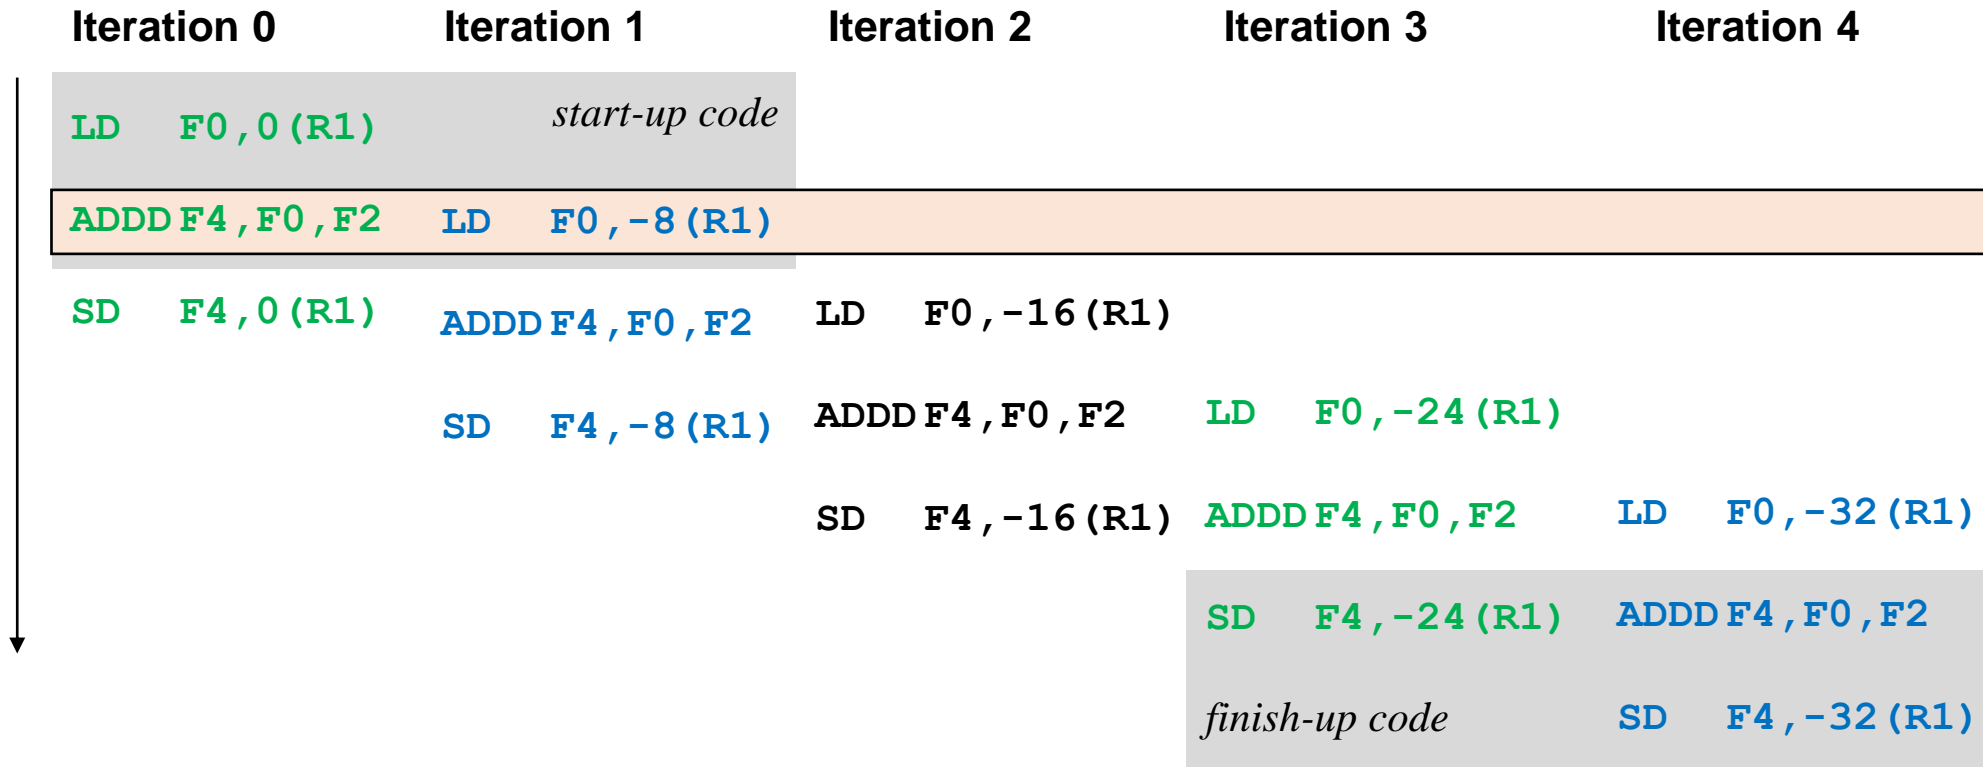 Iteration 0 Iteration 1 Iteration 2 Iteration 3 Iteration 4
LD F0,0(R1) start-up code
ADDD F4,F0,F2 LD F0,-8(R1)
SD F4,0(R1) ADDD F4,F0,F2 LD F0,-16(R1)
SD F4,-8(R1) ADDD F4,F0,F2 LD F0,-24(R1)
SD F4,-16(R1) ADDD F4,F0,F2 LD F0,-32(R1)
SD F4,-24(R1) ADDD F4,F0,F2
finish-up code SD F4,-32(R1)